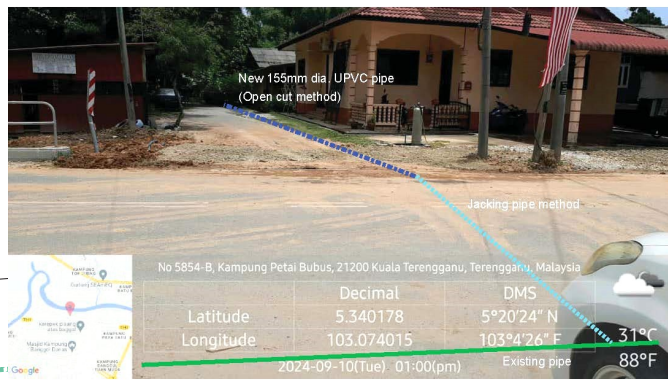 New 155mm dia. UPVC pipe
(Open cut method)
Jacking pipe method
No 5854-B, Kampung Petai Bubus, 21200 Kuala Terengganu, Terengganu, Malaysia
Decimal DMS
Latitude 5.340178 5°20'24" N
Longitude 103.074015 103°4'26" E
31°C
2024-09-10(Tue) 01:00(pm)
Existing pipe
88°F
Google